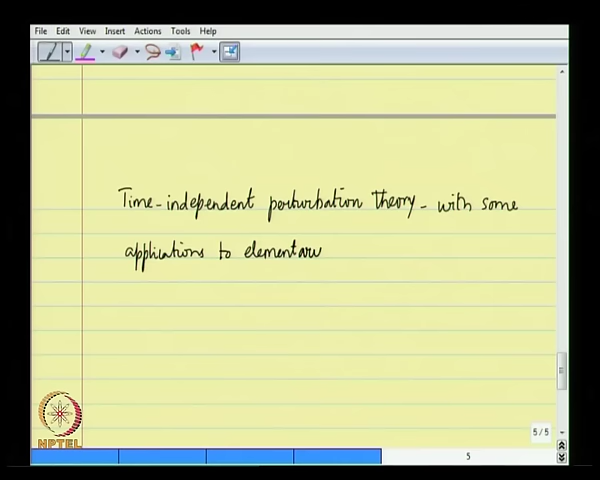 File Edit View Insert Actions Tools Help
Time-independent perturbation theory - with some
applications to elementary
5/5
5
NPTEL